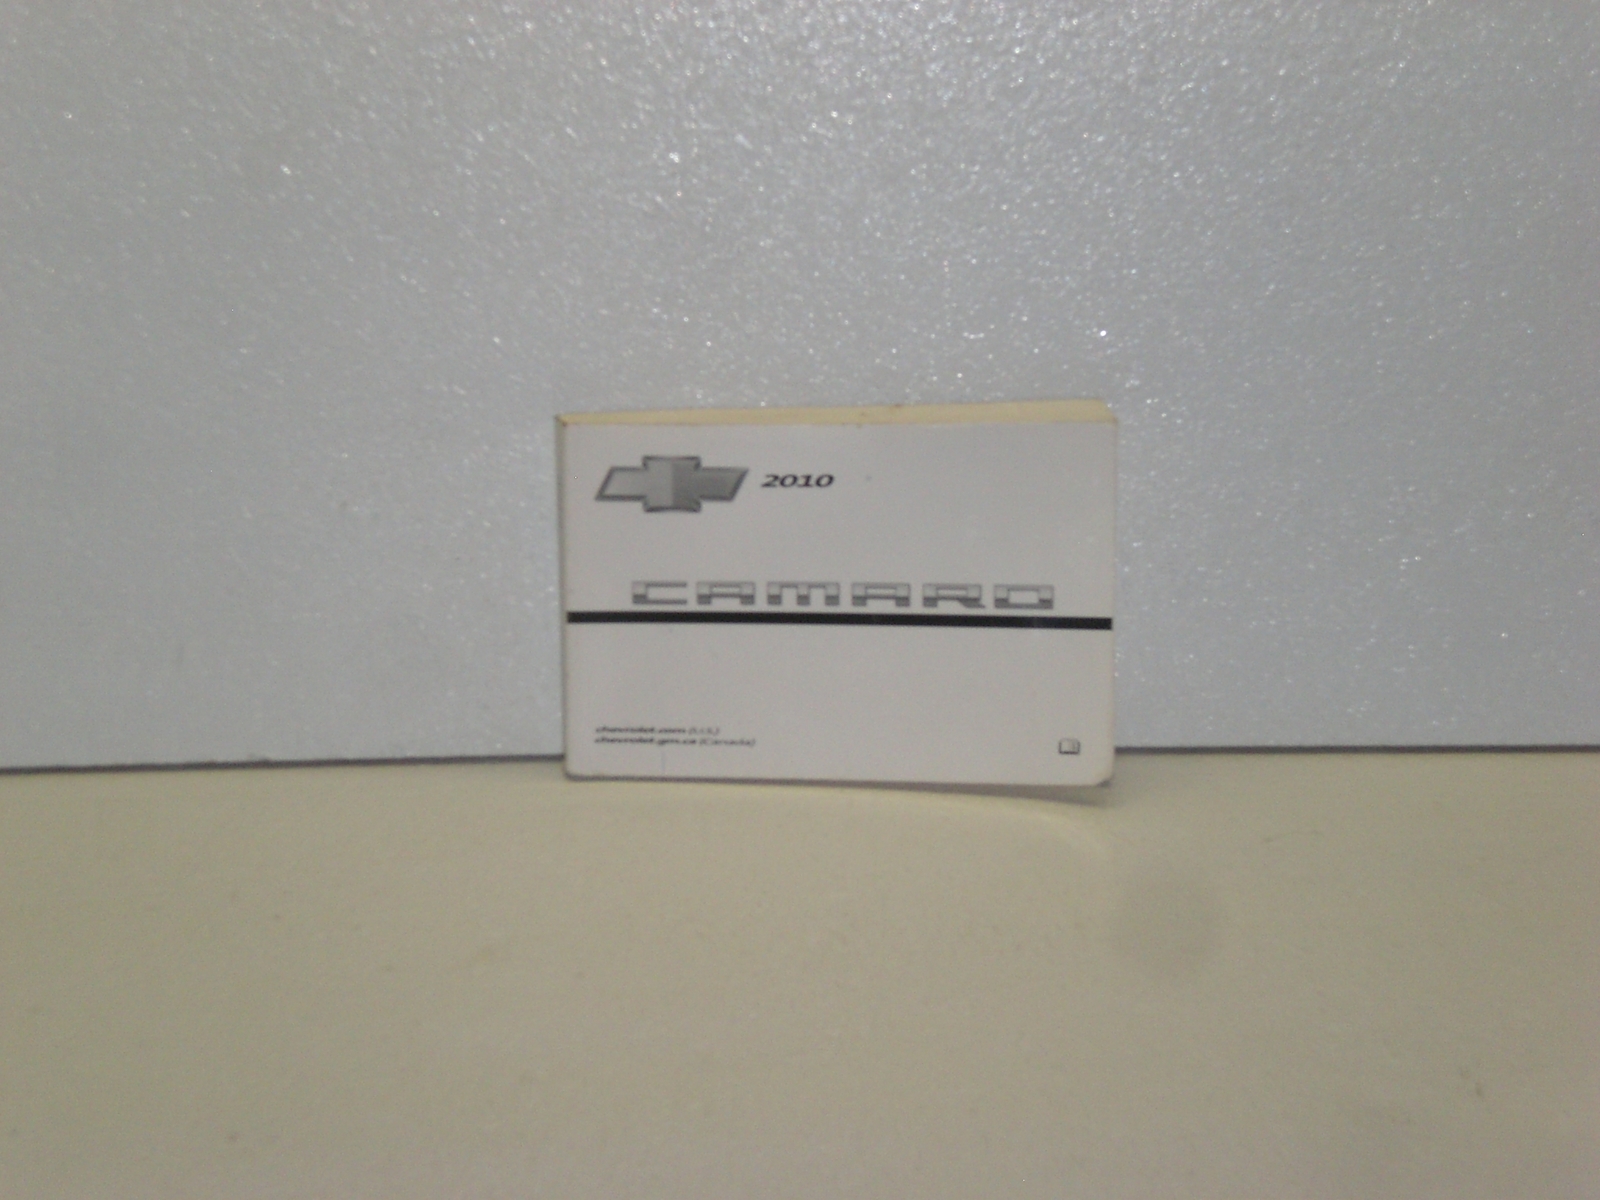 2010
CAMARO
chevrolet.com (U.S.)
chevrolet.gm.ca (Canada)